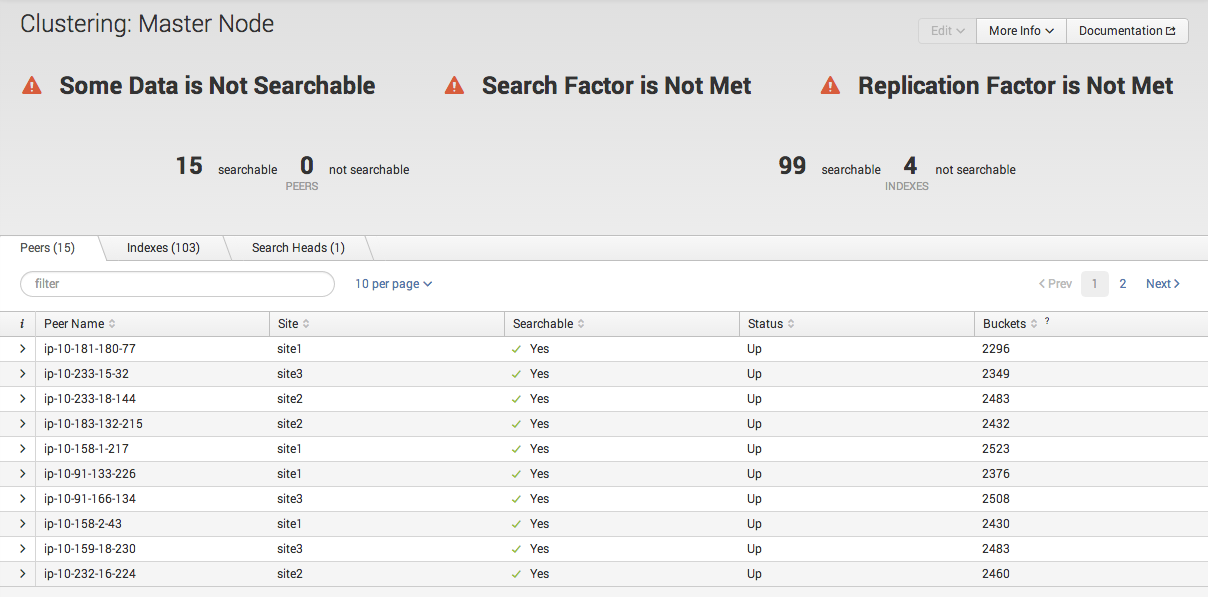 Clustering: Master Node
Edit More Info Documentation
Some Data is Not Searchable Search Factor is Not Met Replication Factor is Not Met
15 searchable 0 not searchable 99 searchable 4 not searchable
PEERS INDEXES
Peers (15) Indexes (103) Search Heads (1)
filter 10 per page Prev 1 2 Next
i Peer Name Site Searchable Status Buckets ?
ip-10-181-180-77 site1 Yes Up 2296
ip-10-233-15-32 site3 Yes Up 2349
ip-10-233-18-144 site2 Yes Up 2483
ip-10-183-132-215 site2 Yes Up 2432
ip-10-158-1-217 site1 Yes Up 2523
ip-10-91-133-226 site1 Yes Up 2376
ip-10-91-166-134 site3 Yes Up 2508
ip-10-158-2-43 site1 Yes Up 2430
ip-10-159-18-230 site3 Yes Up 2483
ip-10-232-16-224 site2 Yes Up 2460